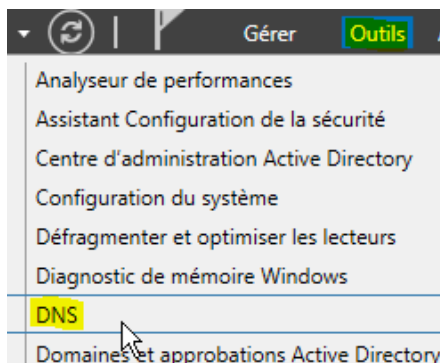 Gérer Outils
Analyseur de performances
Assistant Configuration de la sécurité
Centre d'administration Active Directory
Configuration du système
Défragmenter et optimiser les lecteurs
Diagnostic de mémoire Windows
DNS
Domaines et approbations Active Directory